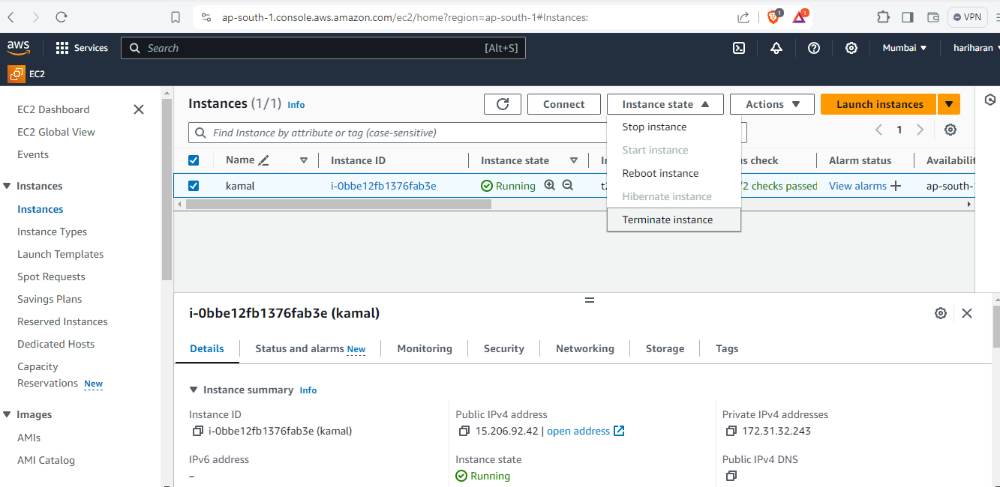 ap-south-1.console.aws.amazon.com/ec2/home?region=ap-south-1#Instances:
1
1
VPN
aws
Services
Search
[Alt+S]
Mumbai
hariharan
EC2
EC2 Dashboard
EC2 Global View
Events
Instances
Instances
Instance Types
Launch Templates
Spot Requests
Savings Plans
Reserved Instances
Dedicated Hosts
Capacity
Reservations New
Images
AMIs
AMI Catalog
Instances (1/1) Info
Connect
Instance state
Actions
Launch instances
Find Instance by attribute or tag (case-sensitive)
1
Stop instance
Start instance
Reboot instance
Hibernate instance
Terminate instance
Name
Instance ID
Instance state
check
Alarm status
Availabilit
kamal
i-0bbe12fb1376fab3e
Running
/2 checks passed
View alarms
ap-south-
i-0bbe12fb1376fab3e (kamal)
Details
Status and alarms New
Monitoring
Security
Networking
Storage
Tags
Instance summary Info
Instance ID
i-0bbe12fb1376fab3e (kamal)
Public IPv4 address
15.206.92.42 | open address
Private IPv4 addresses
172.31.32.243
IPv6 address
–
Instance state
Running
Public IPv4 DNS